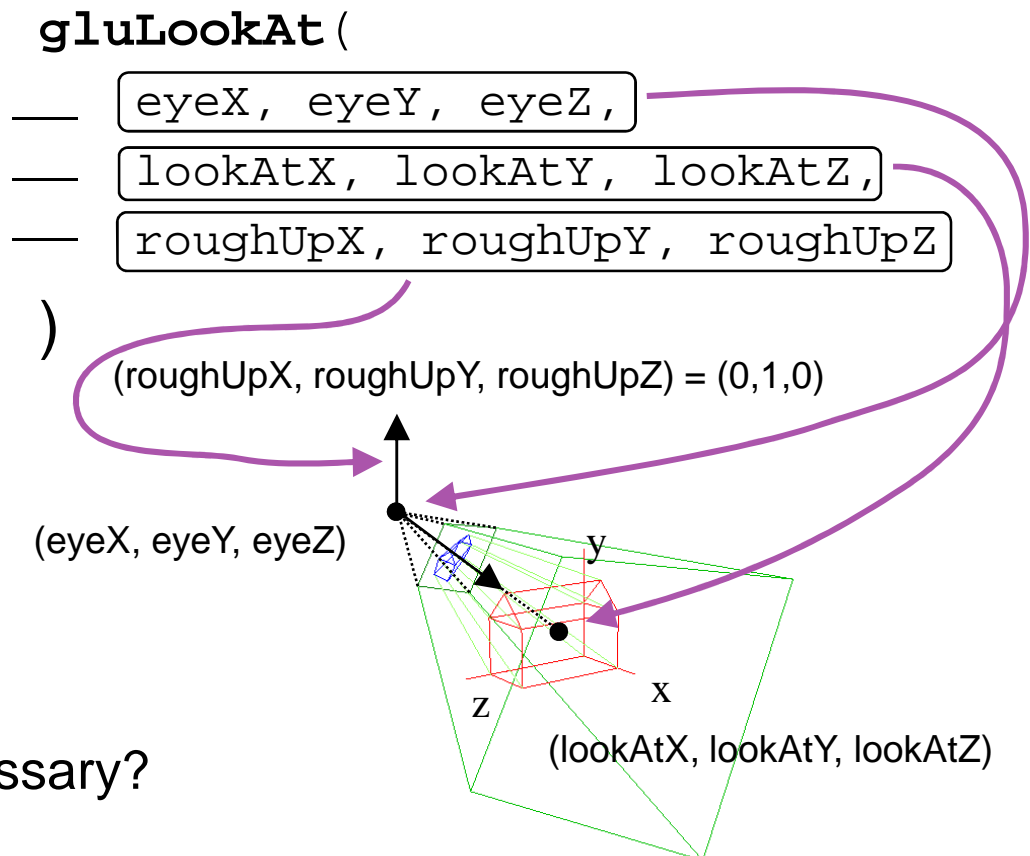 gluLookAt(
eyeX, eyeY, eyeZ,
lookAtX, lookAtY, lookAtZ,
roughUpX, roughUpY, roughUpZ
)
(roughUpX, roughUpY, roughUpZ) = (0,1,0)
(eyeX, eyeY, eyeZ)
y
x
z
(lookAtX, lookAtY, lookAtZ)
ssary?